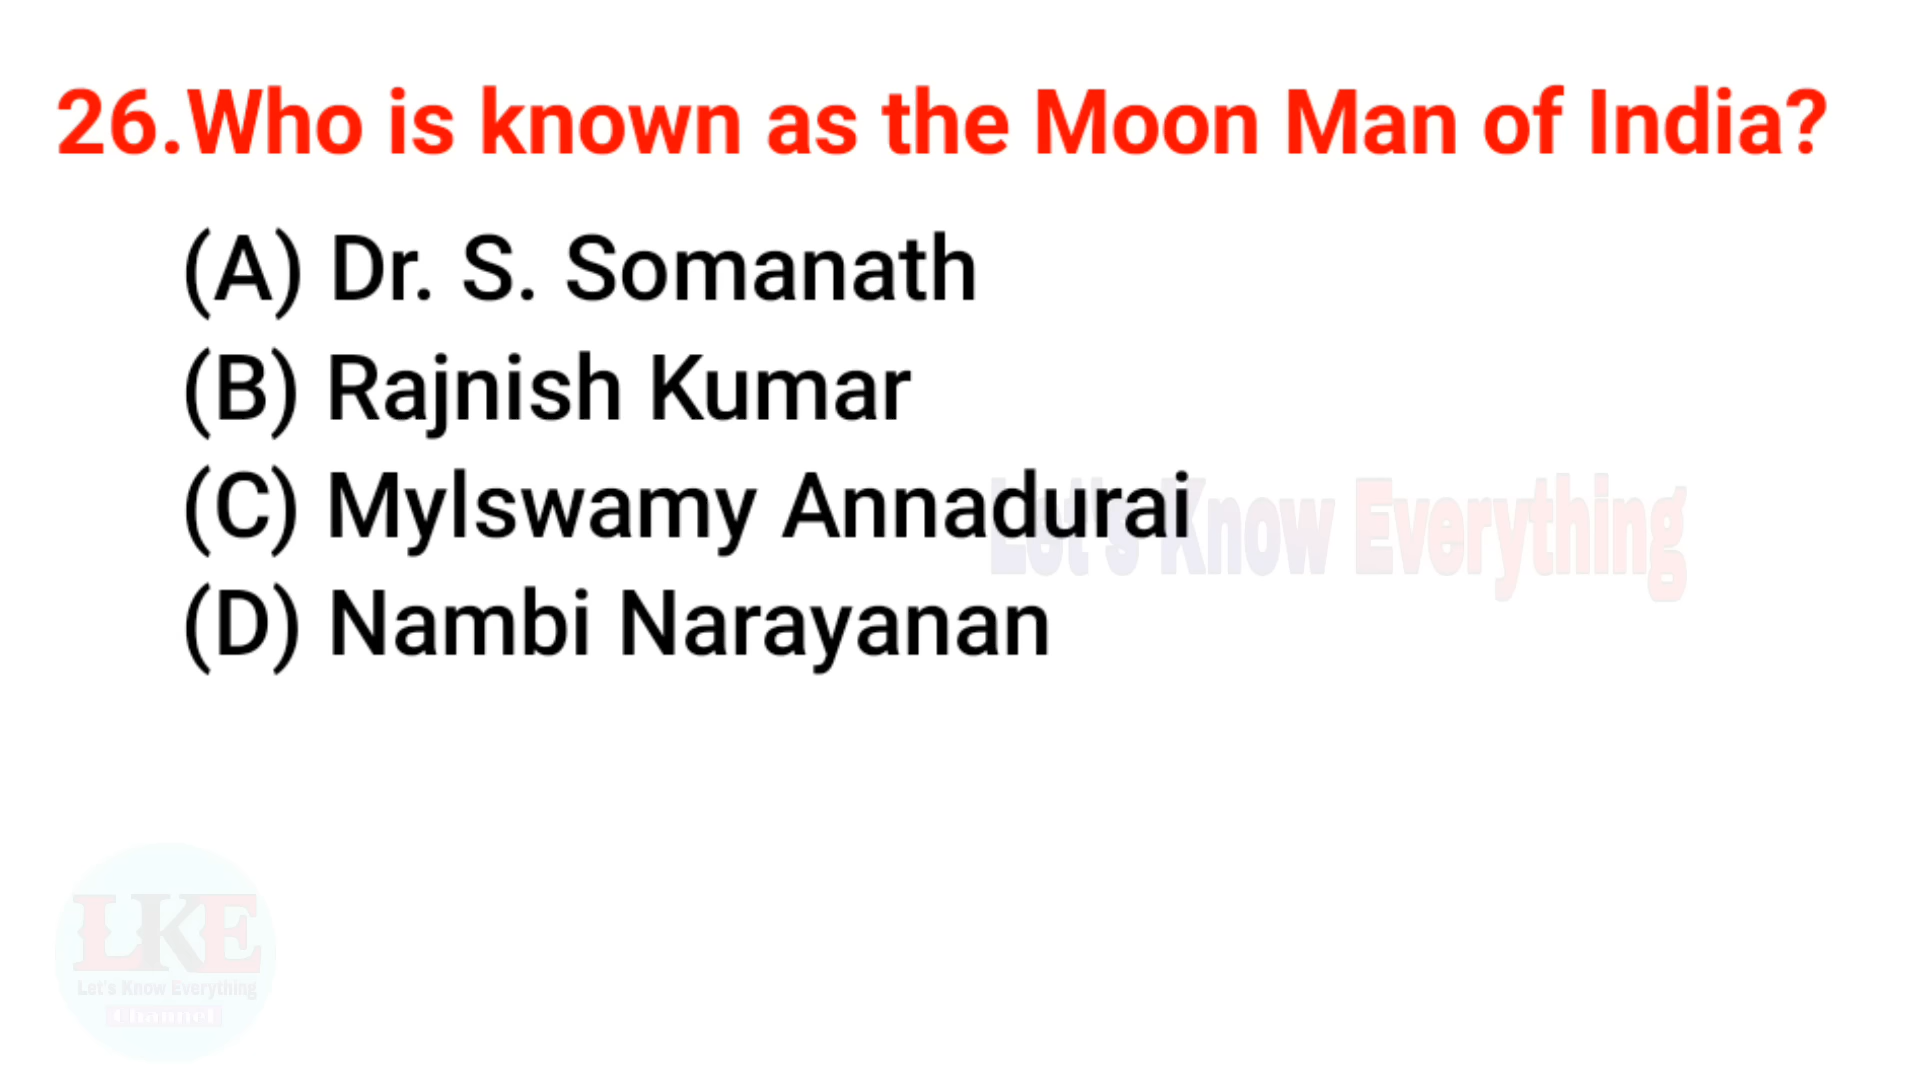 26.Who is known as the Moon Man of India?
(A) Dr. S. Somanath
(B) Rajnish Kumar
(C) Mylswamy Annadurai
Let's Know Everything
(D) Nambi Narayanan
LKE
Let's Know Everything
Channel